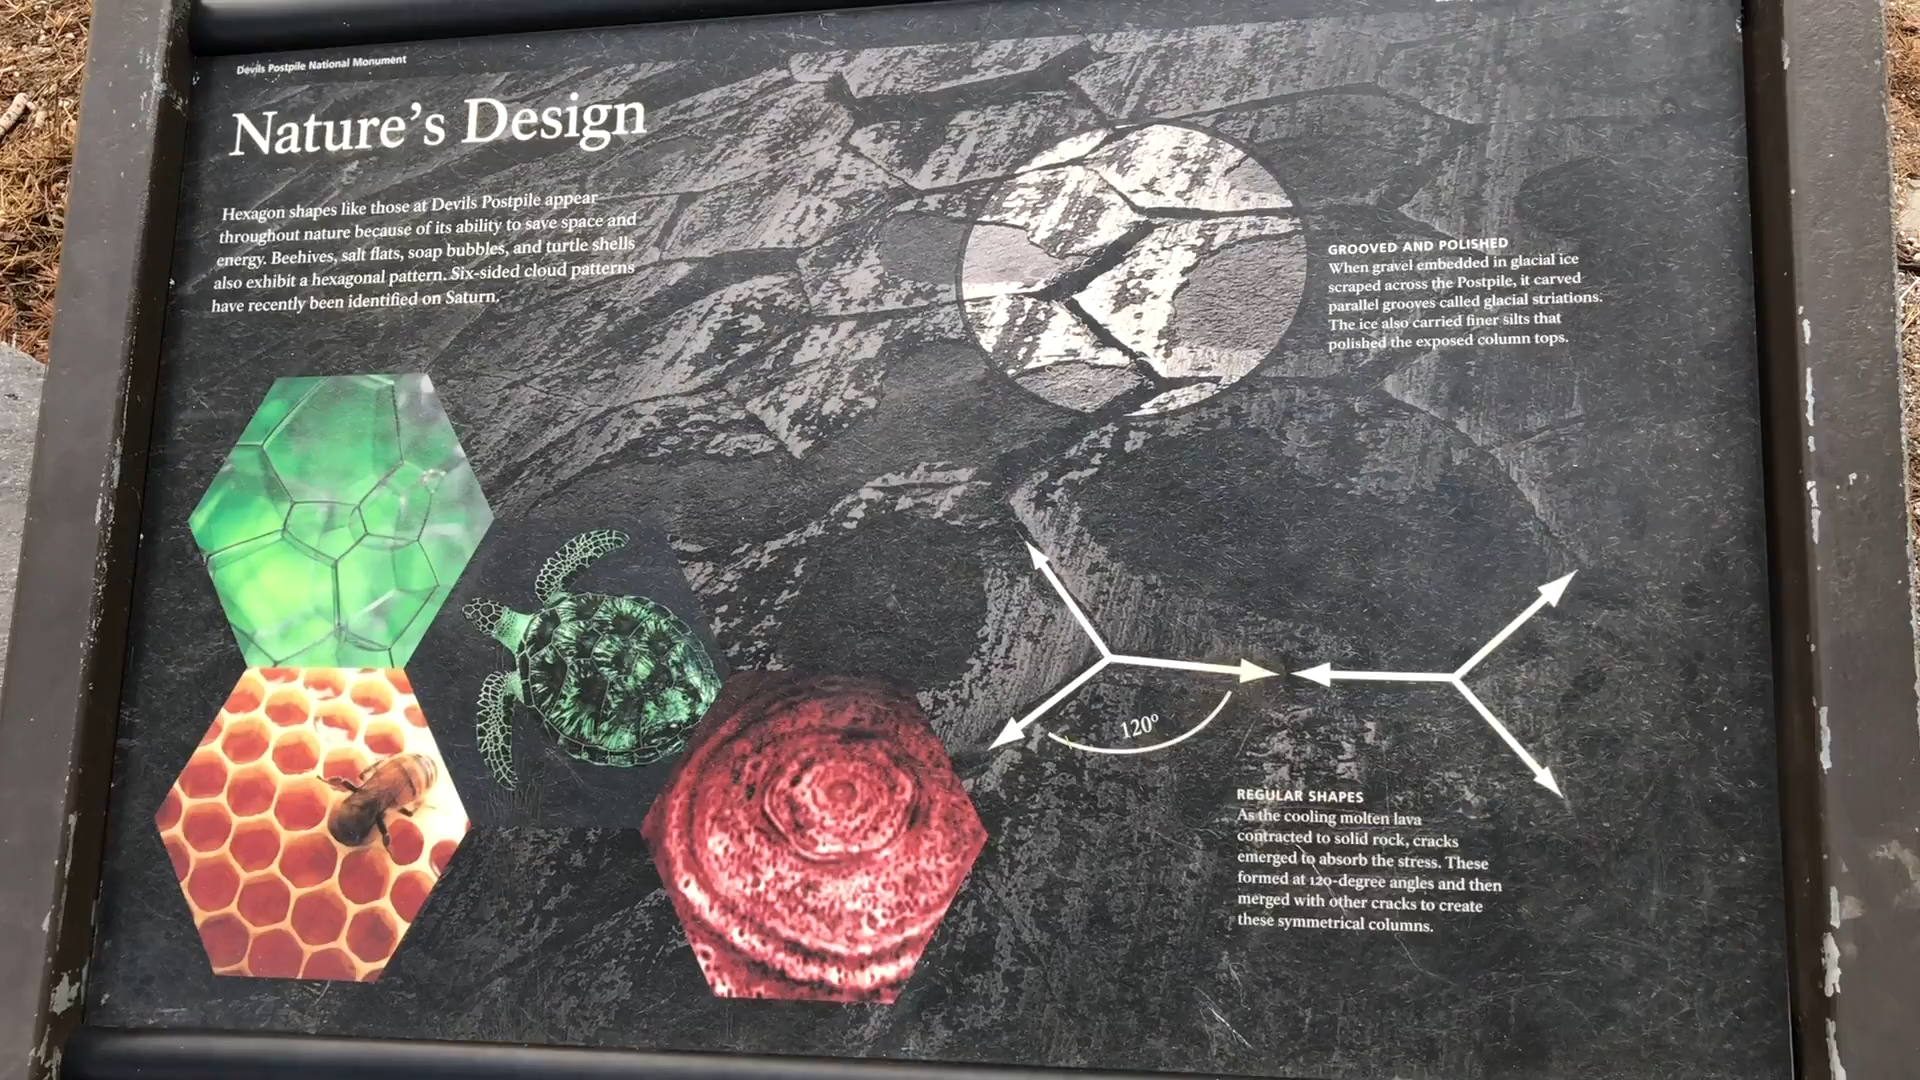 Devils Postpile National Monument
Nature's Design
Hexagon shapes like those at Devils Postpile appear
throughout nature because of its ability to save space and
energy. Beehives, salt flats, soap bubbles, and turtle shells
also exhibit a hexagonal pattern. Six-sided cloud patterns
have recently been identified on Saturn.
GROOVED AND POLISHED
When gravel embedded in glacial ice
scraped across the Postpile, it carved
parallel grooves called glacial striations.
The ice also carried finer silts that
polished the exposed column tops.
120°
REGULAR SHAPES
As the cooling molten lava
contracted to solid rock, cracks
emerged to absorb the stress. These
formed at 120-degree angles and then
merged with other cracks to create
these symmetrical columns.